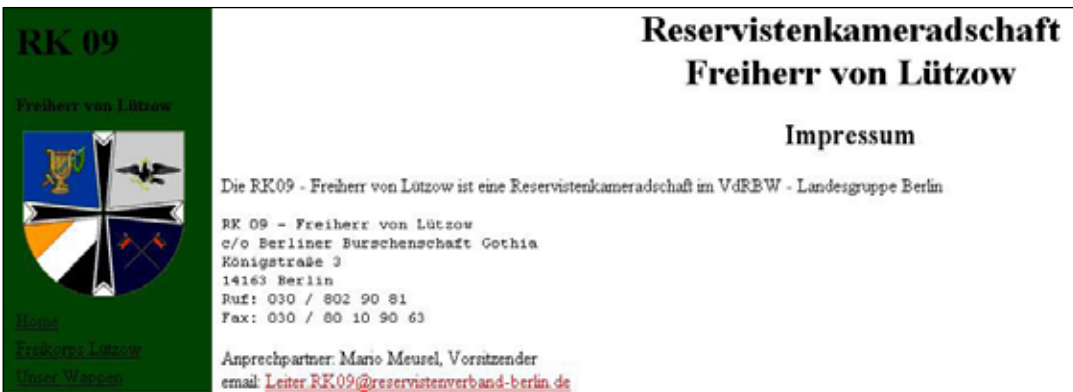 RK 09
Freiherr von Lützow
Home
Freikorps Lützow
Unser Wappen
Reservistenkameradschaft
Freiherr von Lützow
Impressum
Die RK09 - Freiherr von Lützow ist eine Reservistenkameradschaft im VdRBW - Landesgruppe Berlin
RK 09 - Freiherr von Lützow
c/o Berliner Burschenschaft Gothia
Königstraße 3
14163 Berlin
Ruf: 030 / 802 90 81
Fax: 030 / 80 10 90 63
Anprechpartner: Mario Meusel, Vorsitzender
email: Leiter.RK09@reservistenverband-berlin.de